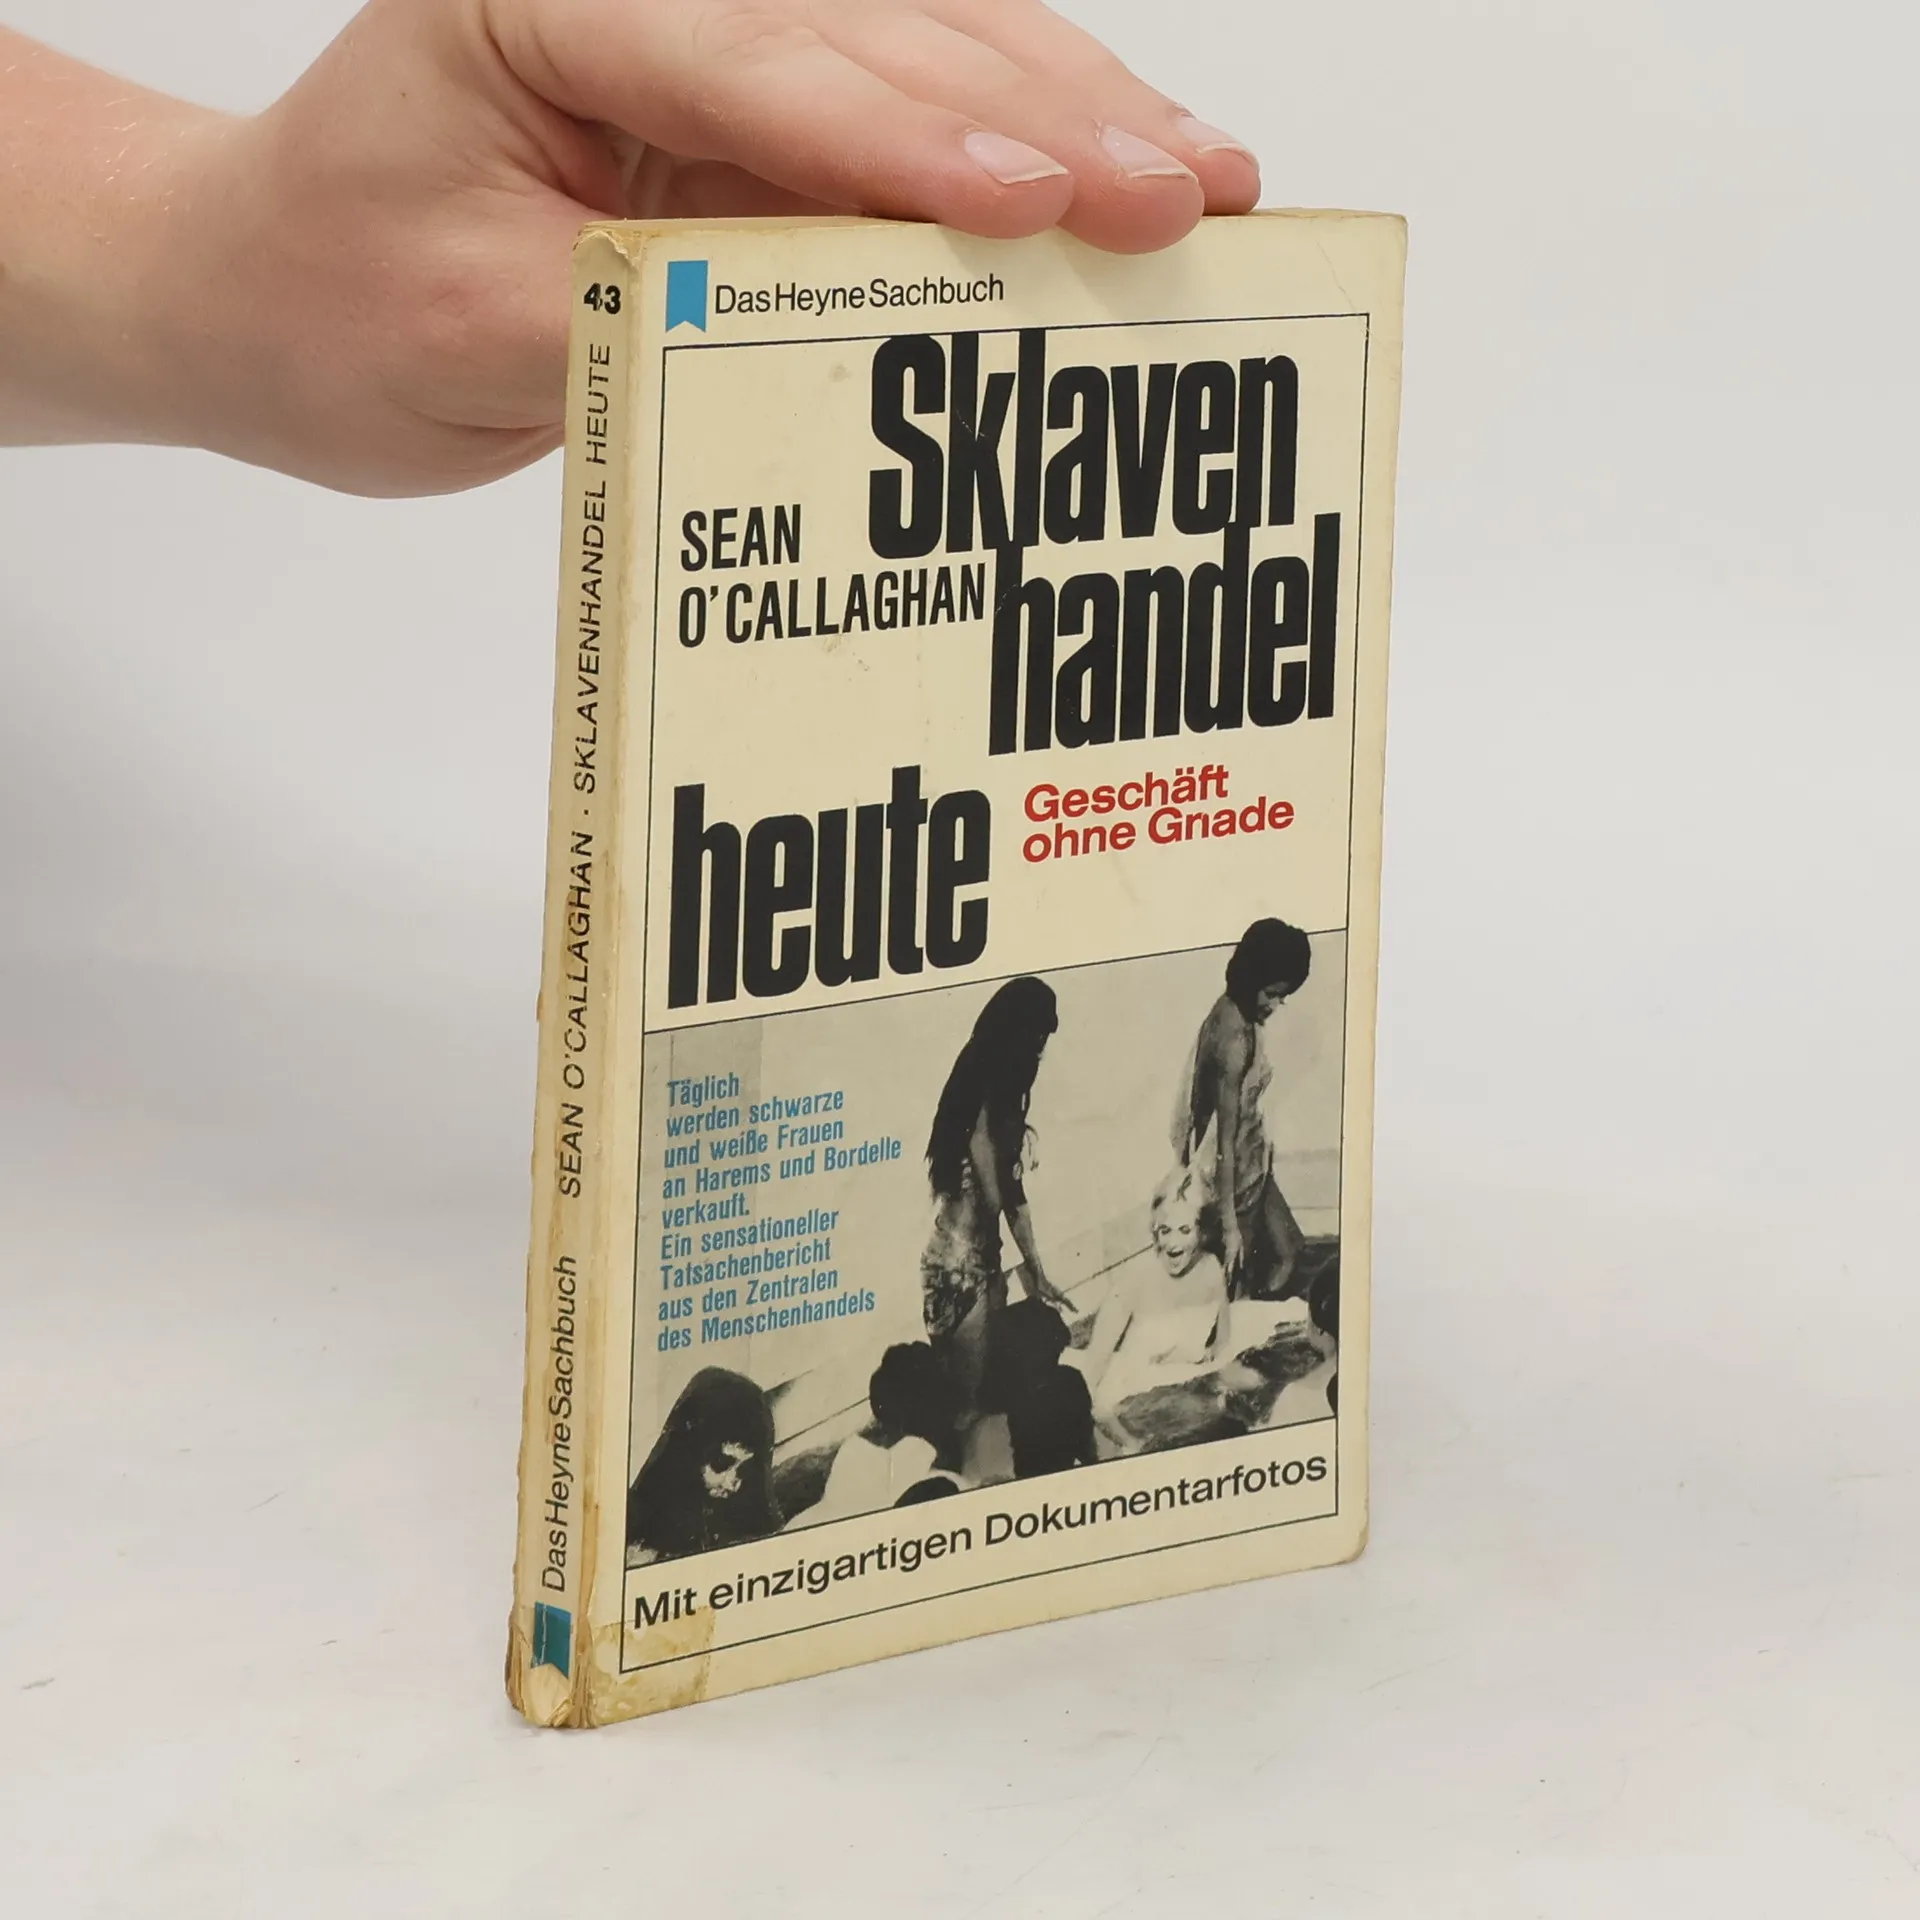 43
SEAN O'CALLAGHAN · SKLAVENHANDEL HEUTE
Das Heyne Sachbuch
Das Heyne Sachbuch
Sklaven
SEAN
O'CALLAGHAN
handel
heute
Geschäft
ohne Gnade
Täglich
werden schwarze
und weiße Frauen
an Harems und Bordelle
verkauft.
Ein sensationeller
Tatsachenbericht
aus den Zentralen
des Menschenhandels
Mit einzigartigen Dokumentarfotos